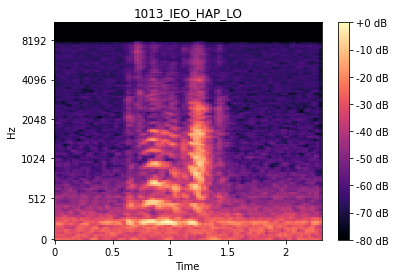 1013_IEO_HAP_LO
8192
4096
2048
1024
512
0
Hz
0
0.5
1
1.5
2
Time
+0 dB
-10 dB
-20 dB
-30 dB
-40 dB
-50 dB
-60 dB
-70 dB
-80 dB